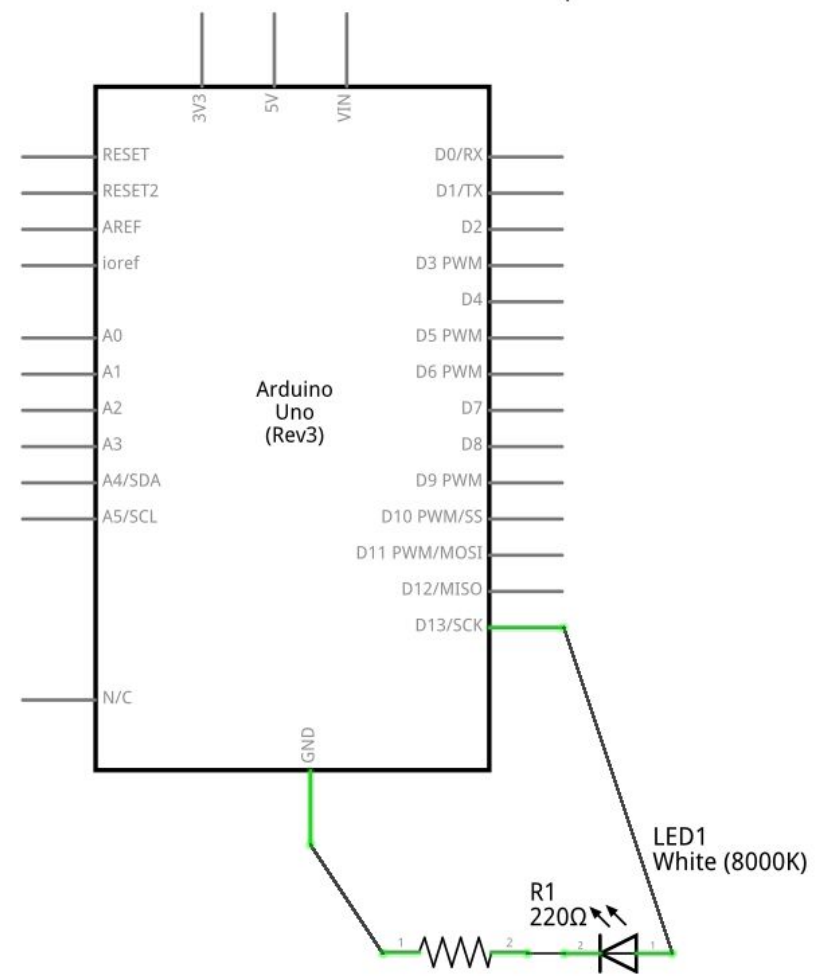 3V3
5V
VIN
RESET
RESET2
AREF
ioref
A0
A1
A2
A3
A4/SDA
A5/SCL
N/C
Arduino
Uno
(Rev3)
D0/RX
D1/TX
D2
D3 PWM
D4
D5 PWM
D6 PWM
D7
D8
D9 PWM
D10 PWM/SS
D11 PWM/MOSI
D12/MISO
D13/SCK
GND
LED1
White (8000K)
R1
220Ω
1
2
2
1